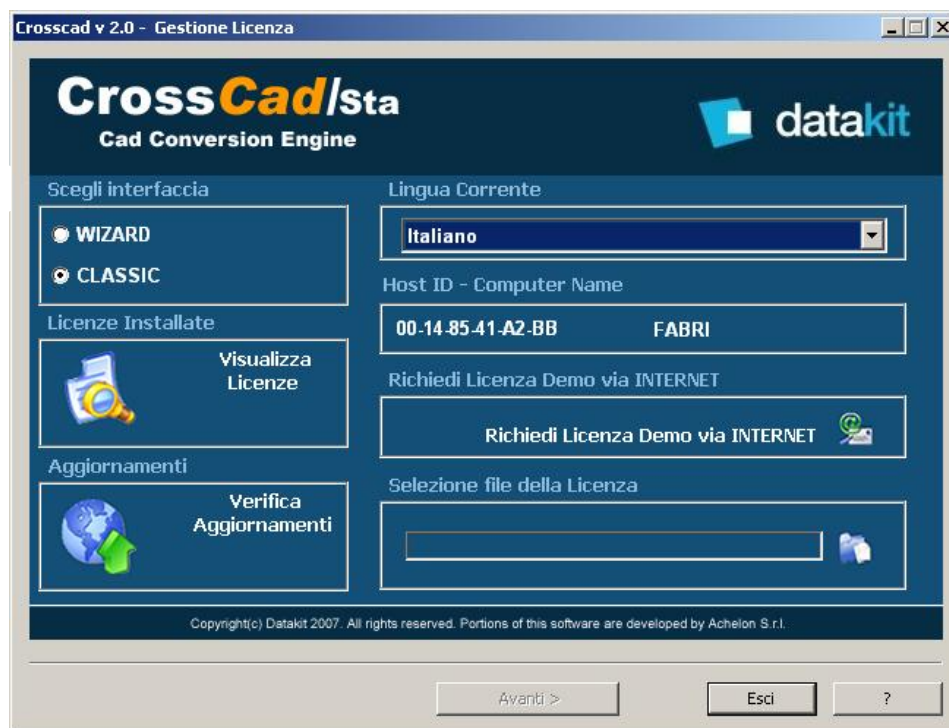 Crosscad v 2.0 - Gestione Licenza
CrossCad/Sta
Cad Conversion Engine
datakit
Scegli interfaccia
WIZARD
CLASSIC
Lingua Corrente
Italiano
Host ID - Computer Name
00-14-85-41-A2-BB FABRI
Licenze Installate
Visualizza
Licenze
Richiedi Licenza Demo via INTERNET
Richiedi Licenza Demo via INTERNET
Aggiornamenti
Verifica
Aggiornamenti
Selezione file della Licenza
Copyright(c) Datakit 2007. All rights reserved. Portions of this software are developed by Achelon S.r.l.
Avanti >
Esci
?